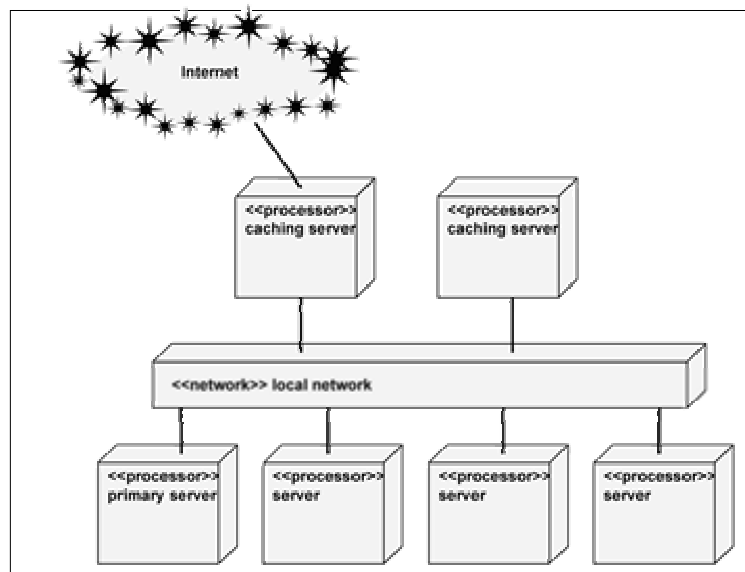 Internet
<<processor>>
caching server
<<processor>>
caching server
<<network>> local network
<<processor>>
primary server
<<processor>>
server
<<processor>>
server
<<processor>>
server